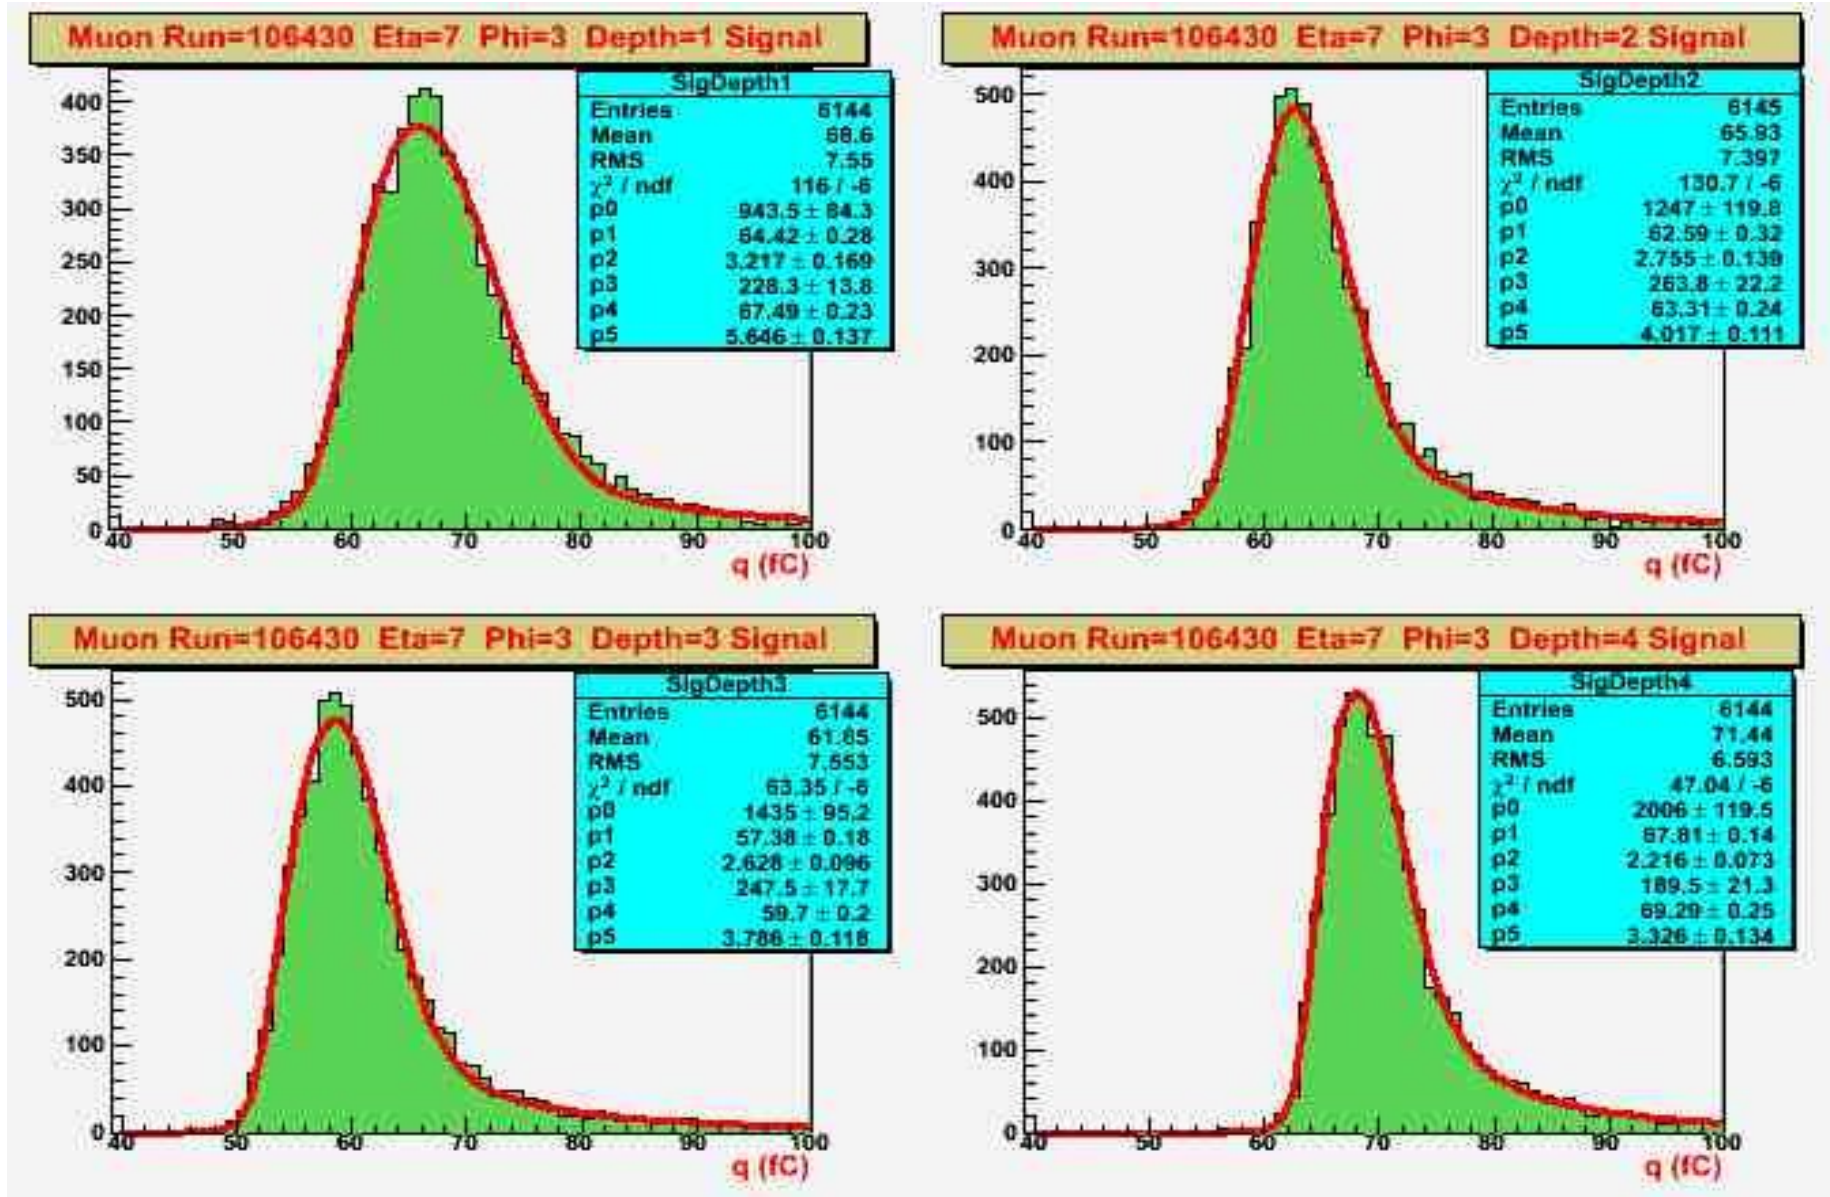 Muon Run=106430 Eta=7 Phi=3 Depth=1 Signal
SigDepth1
Entries 6144
Mean 68.6
RMS 7.55
χ² / ndf 116 / -6
p0 943.5 ± 84.3
p1 64.42 ± 0.28
p2 3.217 ± 0.169
p3 228.3 ± 13.8
p4 67.49 ± 0.23
p5 5.646 ± 0.137
400
350
300
250
200
150
100
50
0
40 50 60 70 80 90 100
q (fC)
Muon Run=106430 Eta=7 Phi=3 Depth=2 Signal
SigDepth2
Entries 6145
Mean 65.93
RMS 7.397
χ² / ndf 130.7 / -6
p0 1247 ± 119.8
p1 62.59 ± 0.32
p2 2.755 ± 0.139
p3 263.8 ± 22.2
p4 63.31 ± 0.24
p5 4.017 ± 0.111
500
400
300
200
100
0
40 50 60 70 80 90 100
q (fC)
Muon Run=106430 Eta=7 Phi=3 Depth=3 Signal
SigDepth3
Entries 6144
Mean 61.65
RMS 7.553
χ² / ndf 63.35 / -6
p0 1435 ± 95.2
p1 57.38 ± 0.18
p2 2.628 ± 0.096
p3 247.5 ± 17.7
p4 59.7 ± 0.2
p5 3.786 ± 0.118
500
400
300
200
100
0
40 50 60 70 80 90 100
q (fC)
Muon Run=106430 Eta=7 Phi=3 Depth=4 Signal
SigDepth4
Entries 6144
Mean 71.44
RMS 6.593
χ² / ndf 47.04 / -6
p0 2006 ± 119.5
p1 67.81 ± 0.14
p2 2.216 ± 0.073
p3 189.5 ± 21.3
p4 69.29 ± 0.25
p5 3.326 ± 0.134
500
400
300
200
100
0
40 50 60 70 80 90 100
q (fC)